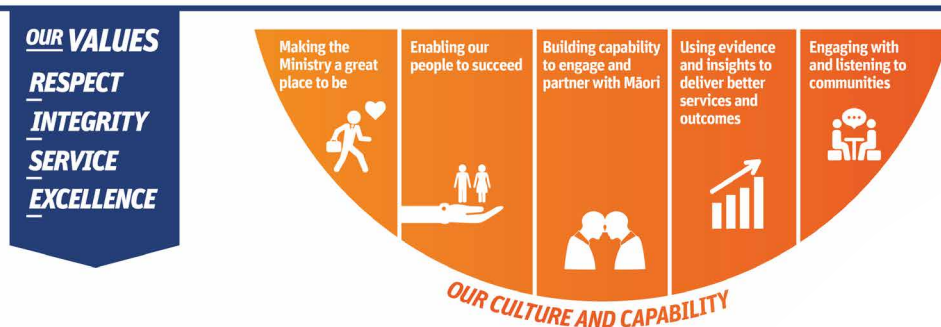 OUR VALUES
RESPECT
INTEGRITY
SERVICE
EXCELLENCE
Making the
Ministry a great
place to be
Enabling our
people to succeed
Building capability
to engage and
partner with Māori
Using evidence
and insights to
deliver better
services and
outcomes
Engaging with
and listening to
communities
OUR CULTURE AND CAPABILITY